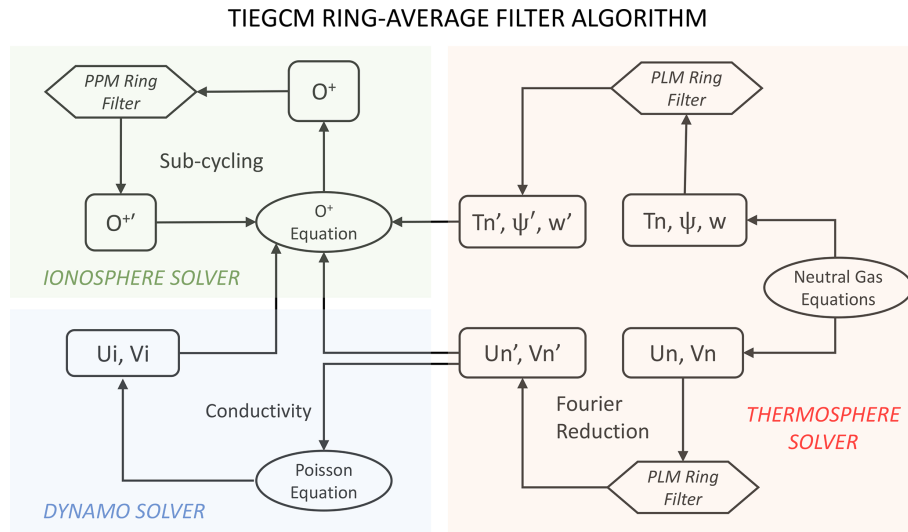 TIEGCM RING-AVERAGE FILTER ALGORITHM
PPM Ring
Filter
O⁺
Sub-cycling
O⁺′
O⁺
Equation
IONOSPHERE SOLVER
PLM Ring
Filter
Tn′, ψ′, w′
Tn, ψ, w
Neutral Gas
Equations
Ui, Vi
Conductivity
Poisson
Equation
DYNAMO SOLVER
Un′, Vn′
Un, Vn
Fourier
Reduction
THERMOSPHERE
SOLVER
PLM Ring
Filter